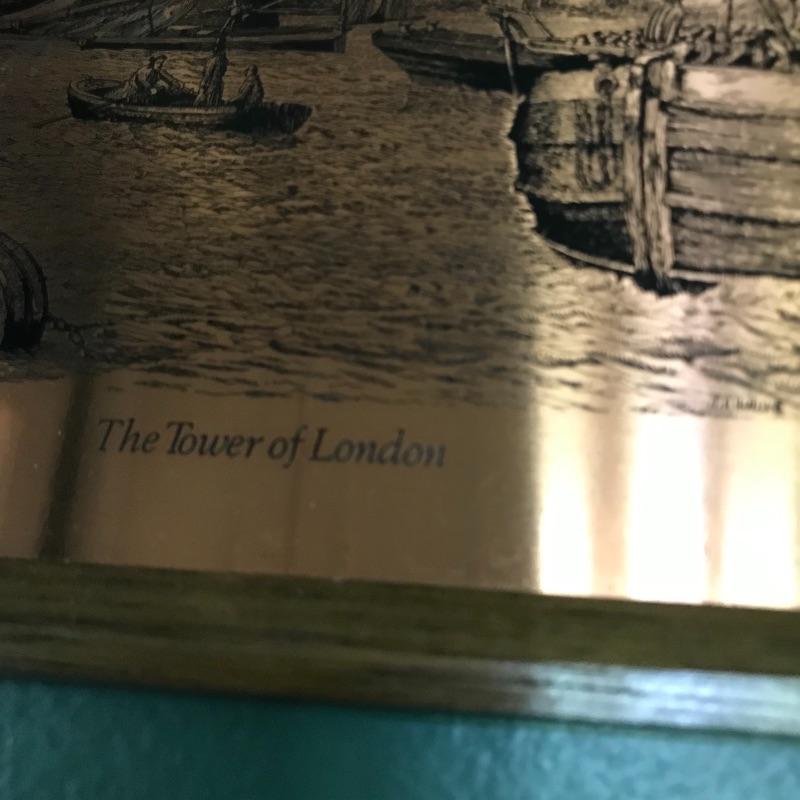 The Tower of London